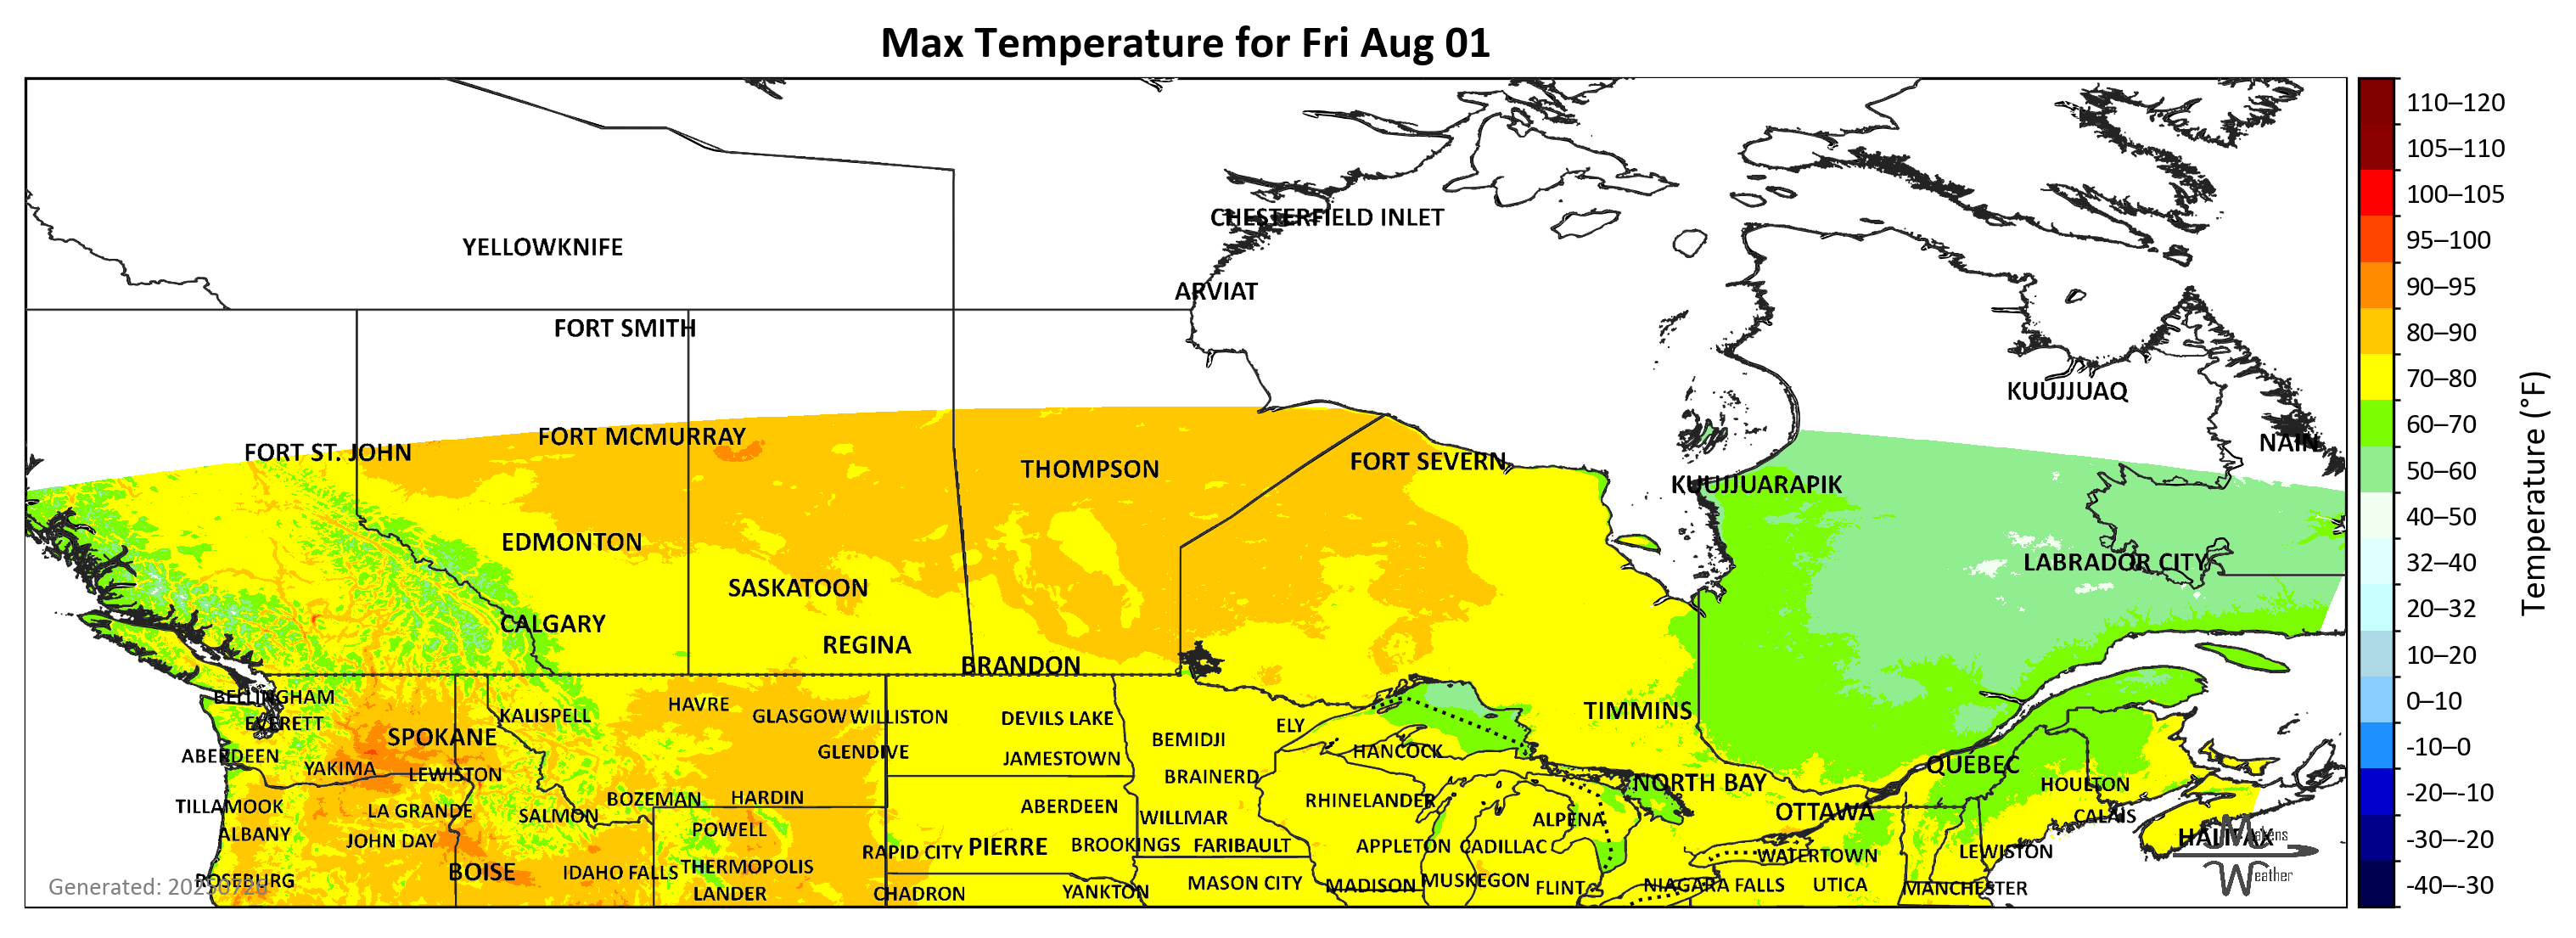 Max Temperature for Fri Aug 01
110–120
105–110
100–105
95–100
90–95
80–90
70–80
60–70
50–60
40–50
32–40
20–32
10–20
0–10
-10–0
-20–-10
-30–-20
-40–-30
Temperature (°F)
CHESTERFIELD INLET
YELLOWKNIFE
ARVIAT
FORT SMITH
KUUJJUAQ
FORT MCMURRAY
NAIN
FORT ST. JOHN
FORT SEVERN
THOMPSON
KUUJJUARAPIK
EDMONTON
LABRADOR CITY
SASKATOON
CALGARY
REGINA
BRANDON
BELLINGHAM
HAVRE
TIMMINS
KALISPELL
GLASGOW
WILLISTON
DEVILS LAKE
EVERETT
ELY
SPOKANE
BEMIDJI
HANCOCK
GLENDIVE
ABERDEEN
JAMESTOWN
QUÉBEC
YAKIMA
LEWISTON
BRAINERD
NORTH BAY
HOULTON
BOZEMAN
HARDIN
RHINELANDER
TILLAMOOK
ABERDEEN
LA GRANDE
SALMON
OTTAWA
CALAIS
WILLMAR
ALPENA
POWELL
ALBANY
JOHN DAY
HALIFAX
PIERRE
BROOKINGS
FARIBAULT
APPLETON
CADILLAC
RAPID CITY
LEWISTON
WATERTOWN
THERMOPOLIS
BOISE
IDAHO FALLS
ROSEBURG
MASON CITY
MADISON
MUSKEGON
FLINT
NIAGARA FALLS
UTICA
MANCHESTER
LANDER
CHADRON
YANKTON
Makens
Weather